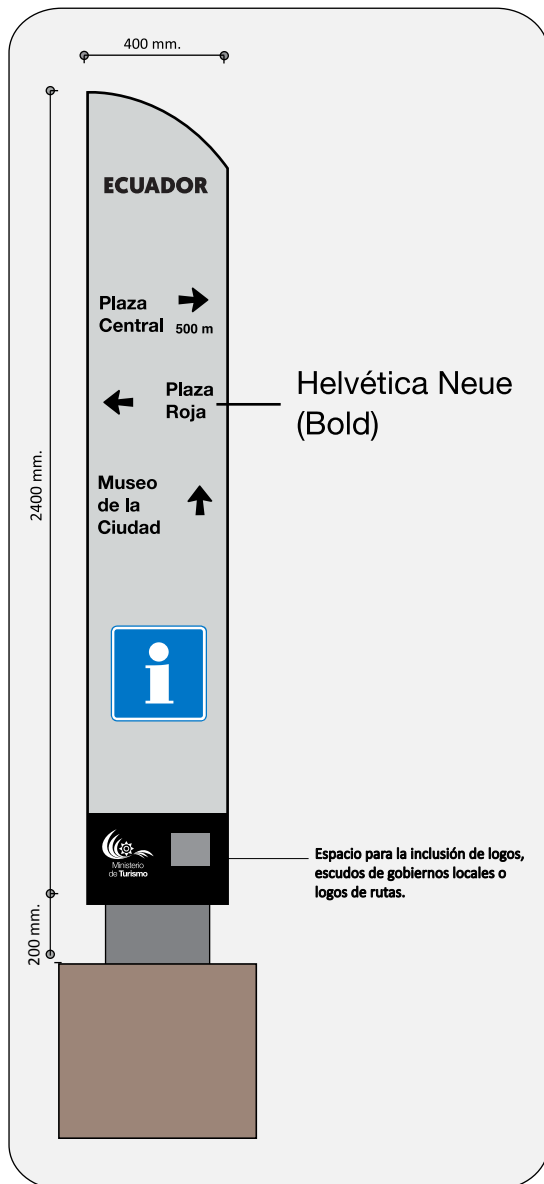 400 mm.
ECUADOR
Plaza
Central
500 m
Plaza
Roja
Helvética Neue
(Bold)
2400 mm.
Museo
de la
Ciudad
i
Ministerio
de Turismo
Espacio para la inclusión de logos,
escudos de gobiernos locales o
logos de rutas.
200 mm.